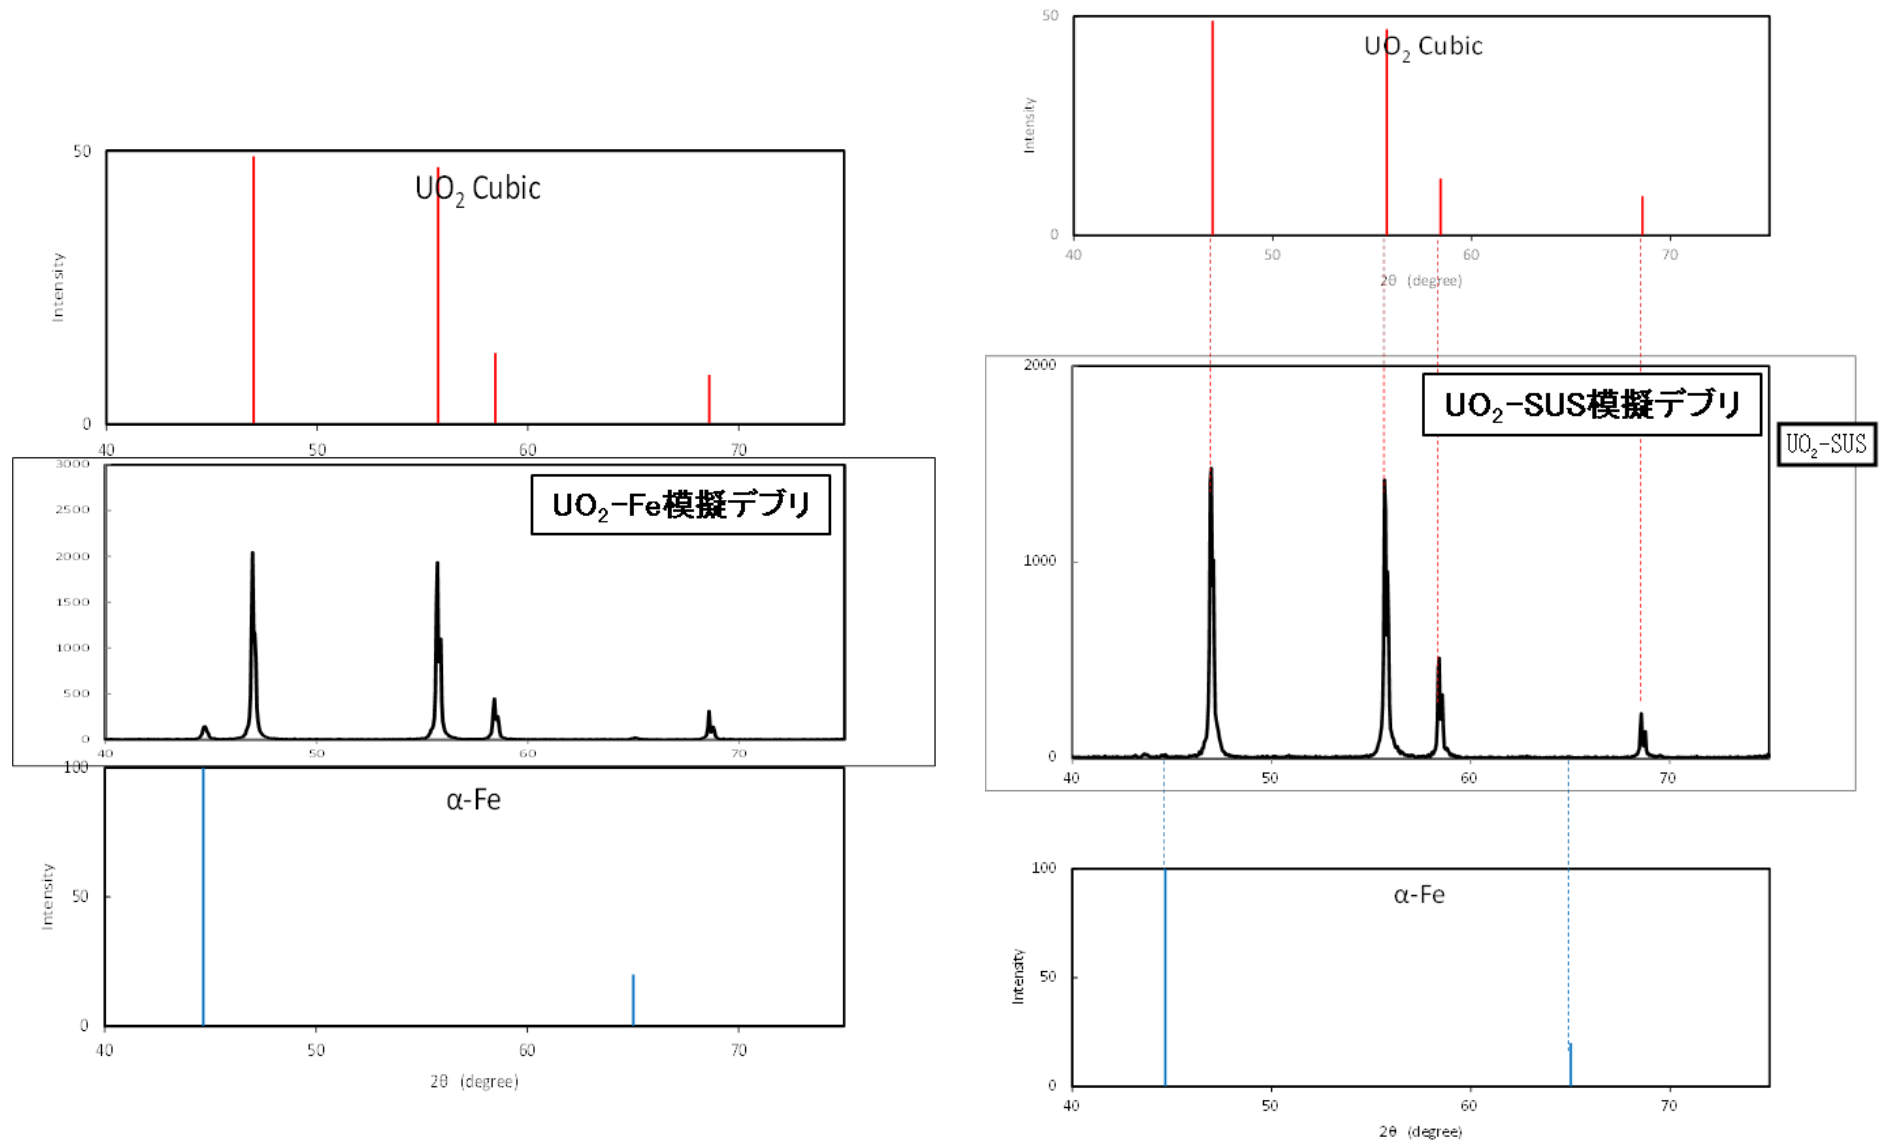 50
UO₂ Cubic
Intensity
0
40 50 60 70
3000
UO₂-Fe模擬デブリ
2500
2000
1500
1000
500
0
40 50 60 70
100
α-Fe
Intensity
50
0
40 50 60 70
2θ (degree)
50
UO₂ Cubic
Intensity
0
40 50 60 70
2θ (degree)
2000
UO₂-SUS模擬デブリ
UO₂-SUS
1000
0
40 50 60 70
100
α-Fe
Intensity
50
0
40 50 60 70
2θ (degree)